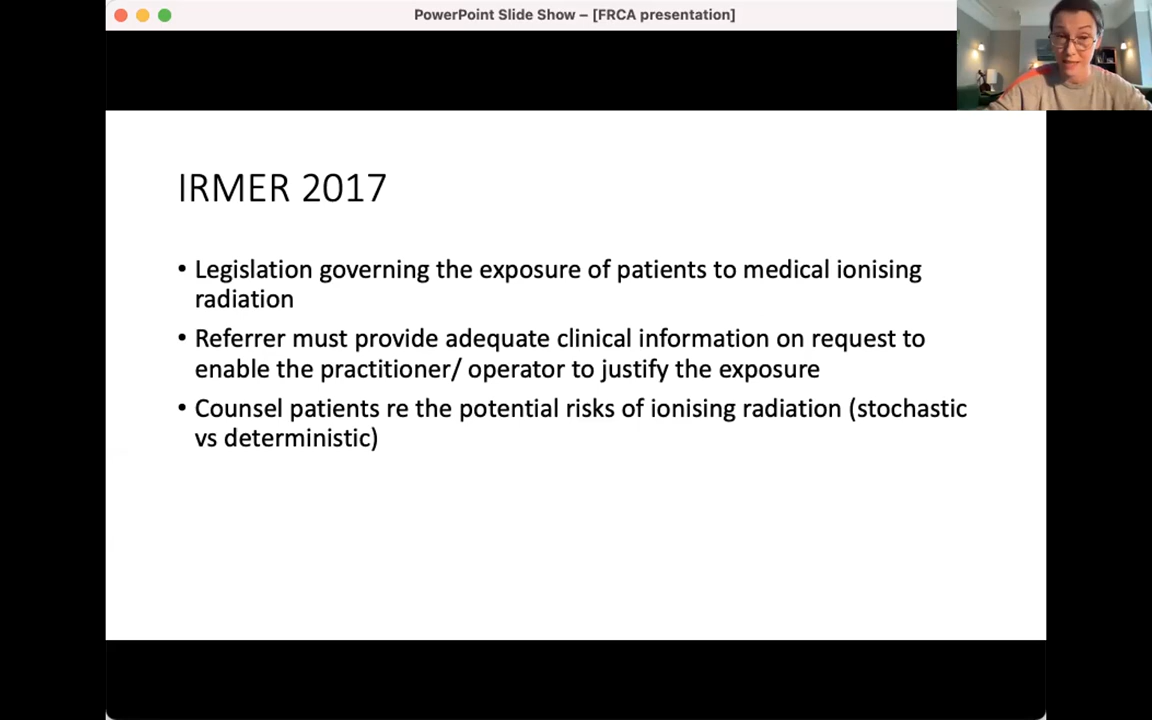 PowerPoint Slide Show – [FRCA presentation]
IRMER 2017
• Legislation governing the exposure of patients to medical ionising
radiation
• Referrer must provide adequate clinical information on request to
enable the practitioner/ operator to justify the exposure
• Counsel patients re the potential risks of ionising radiation (stochastic
vs deterministic)